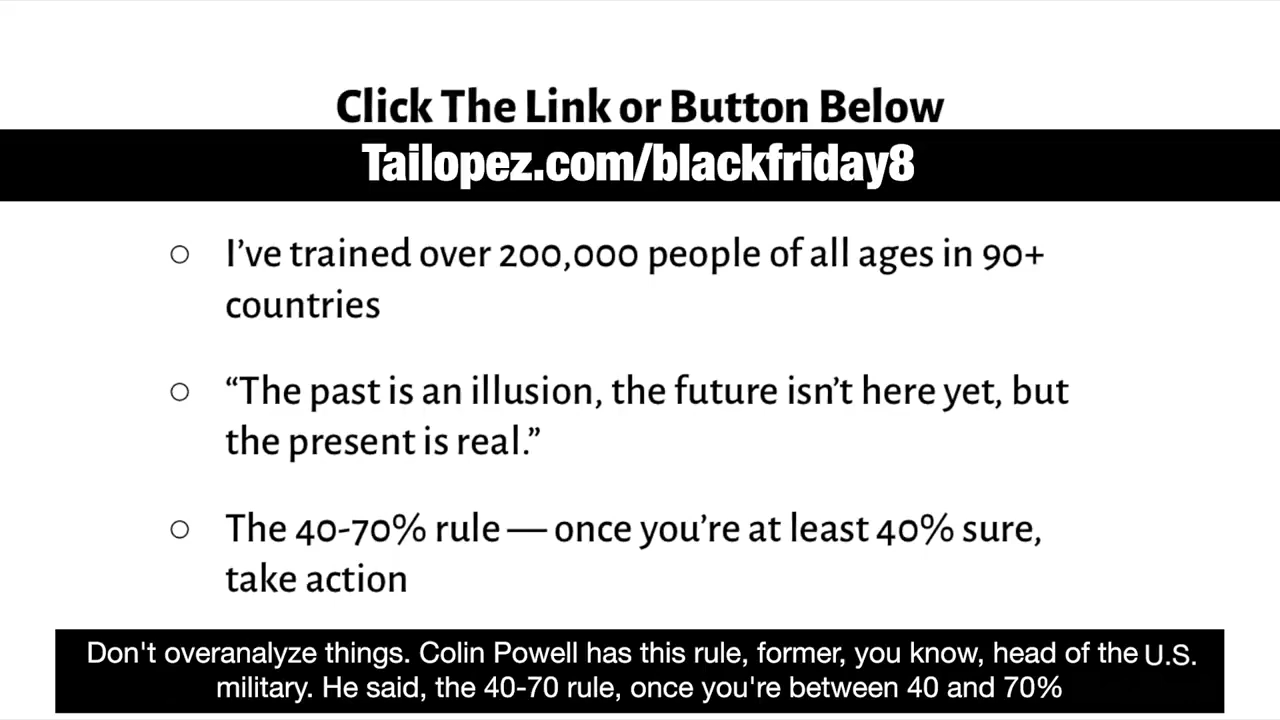 Click The Link or Button Below
Tailopez.com/blackfriday8
○ I’ve trained over 200,000 people of all ages in 90+
countries
○ “The past is an illusion, the future isn’t here yet, but
the present is real.”
○ The 40-70% rule — once you’re at least 40% sure,
take action
Don't overanalyze things. Colin Powell has this rule, former, you know, head of the U.S.
military. He said, the 40-70 rule, once you're between 40 and 70%